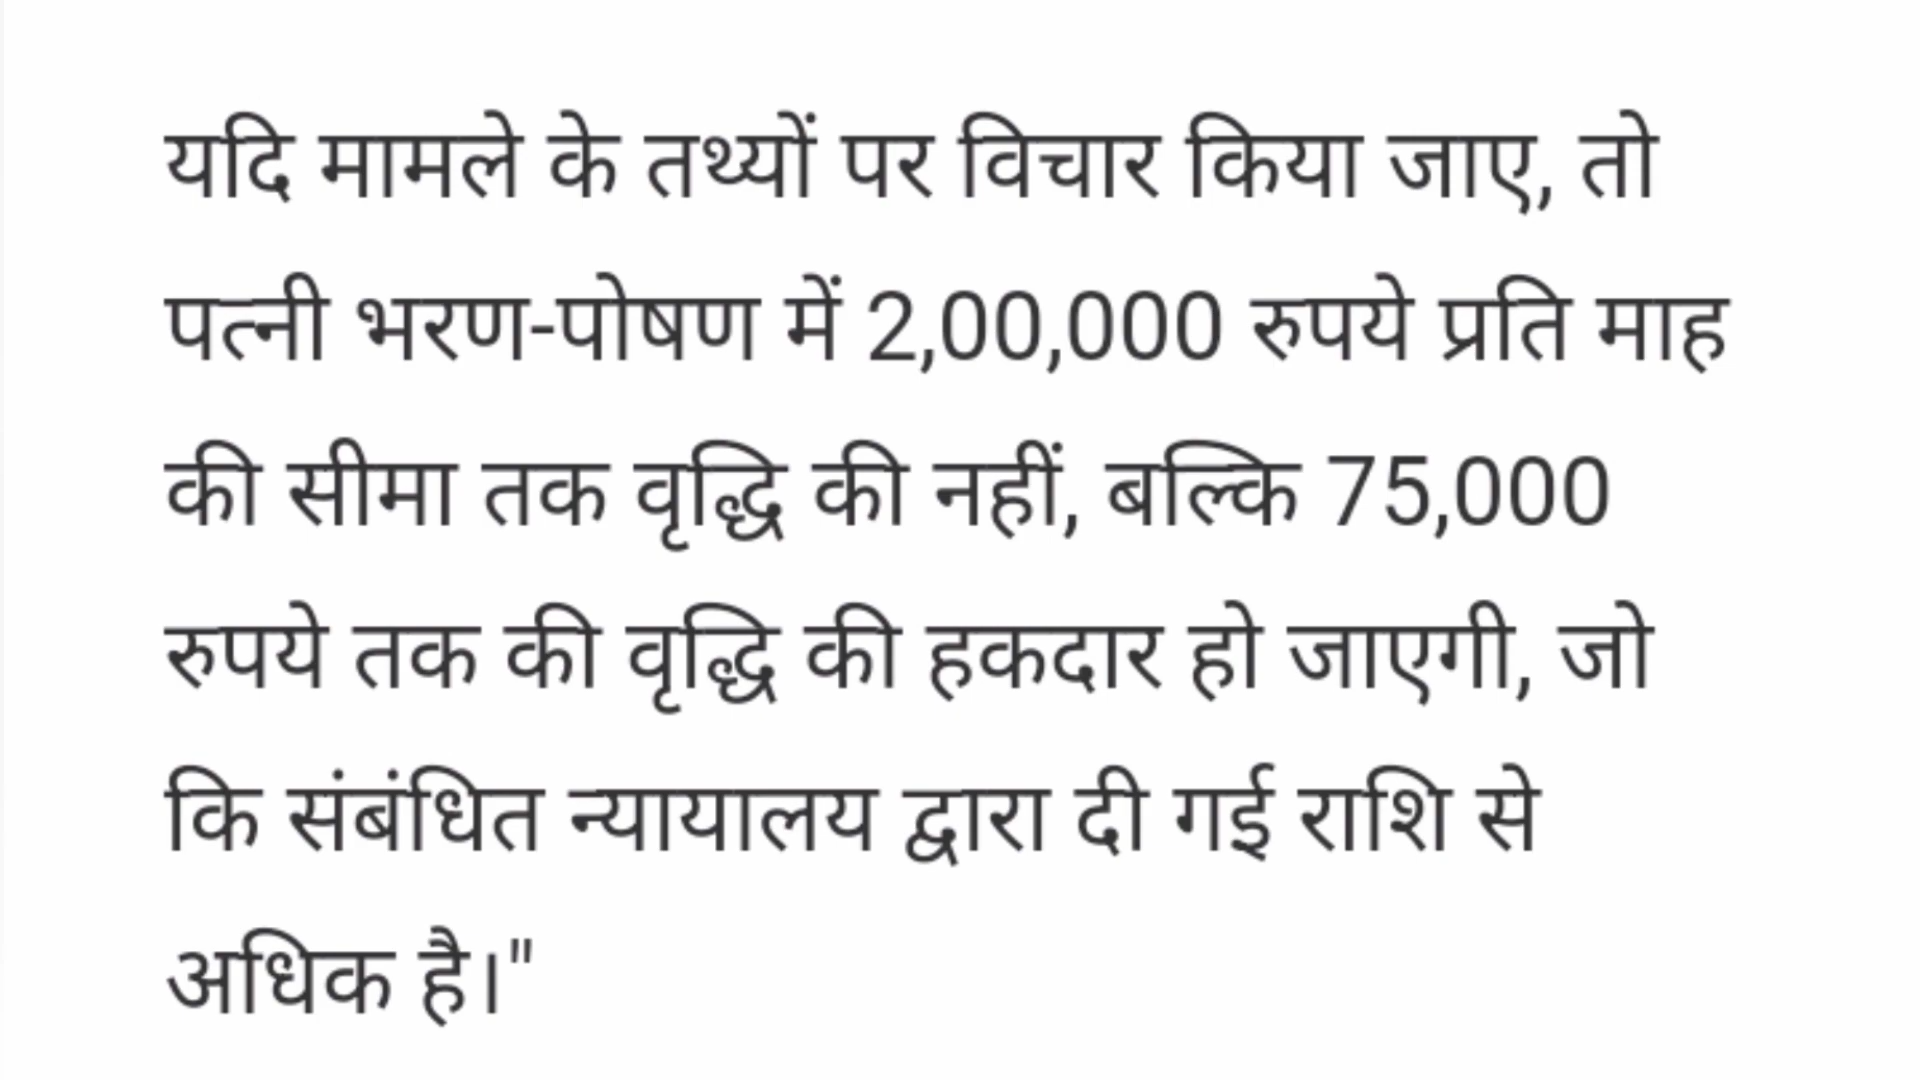 यदि मामले के तथ्यों पर विचार किया जाए, तो
पत्नी भरण-पोषण में 2,00,000 रुपये प्रति माह
की सीमा तक वृद्धि की नहीं, बल्कि 75,000
रुपये तक की वृद्धि की हकदार हो जाएगी, जो
कि संबंधित न्यायालय द्वारा दी गई राशि से
अधिक है।"